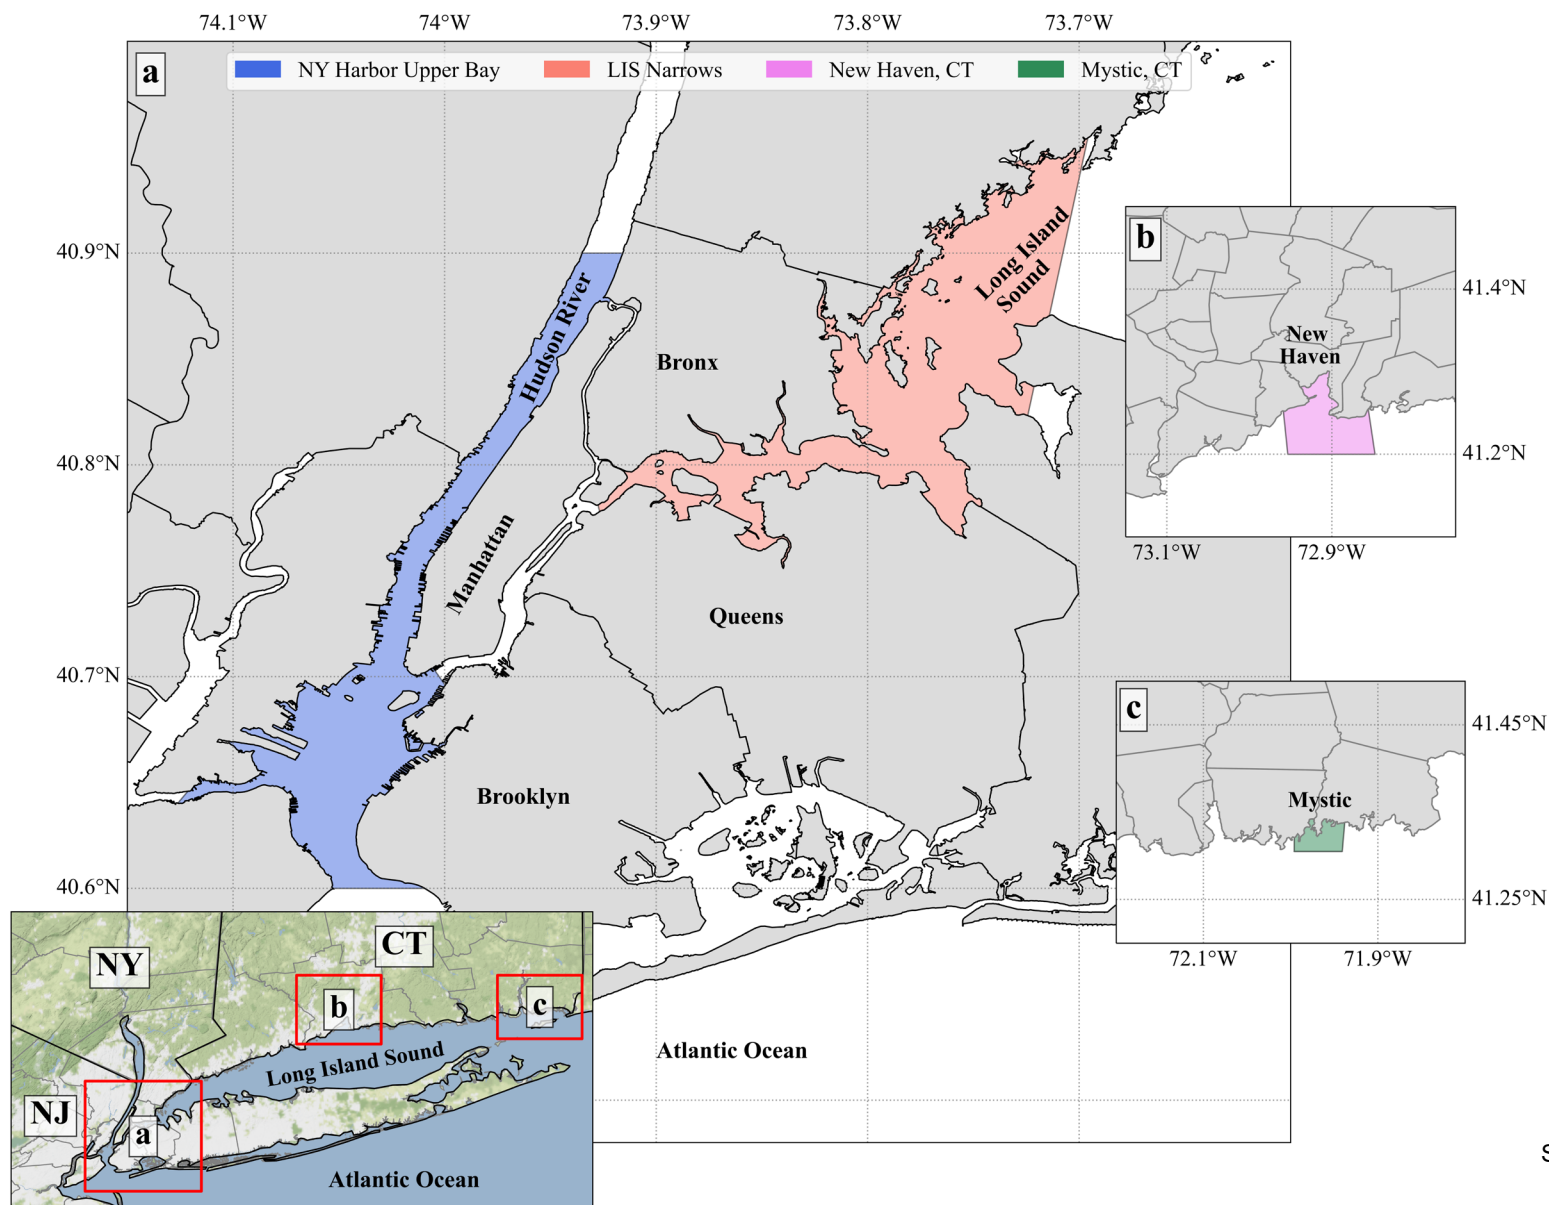 74.1°W 74°W 73.9°W 73.8°W 73.7°W
a
NY Harbor Upper Bay LIS Narrows New Haven, CT Mystic, CT
40.9°N
40.8°N
40.7°N
40.6°N
Hudson River
Long Island
Sound
Bronx
Manhattan
Queens
Brooklyn
Atlantic Ocean
b
New
Haven
41.4°N
41.2°N
73.1°W 72.9°W
c
Mystic
41.45°N
41.25°N
72.1°W 71.9°W
NY
CT
NJ
b
c
a
Long Island Sound
Atlantic Ocean